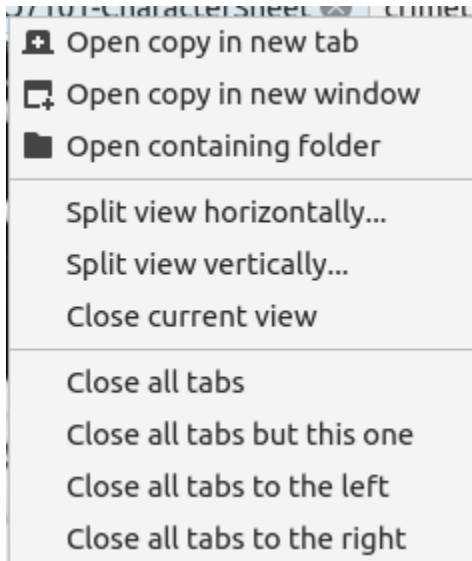 07101-CharacterSheet
Open copy in new tab
Open copy in new window
Open containing folder
Split view horizontally...
Split view vertically...
Close current view
Close all tabs
Close all tabs but this one
Close all tabs to the left
Close all tabs to the right